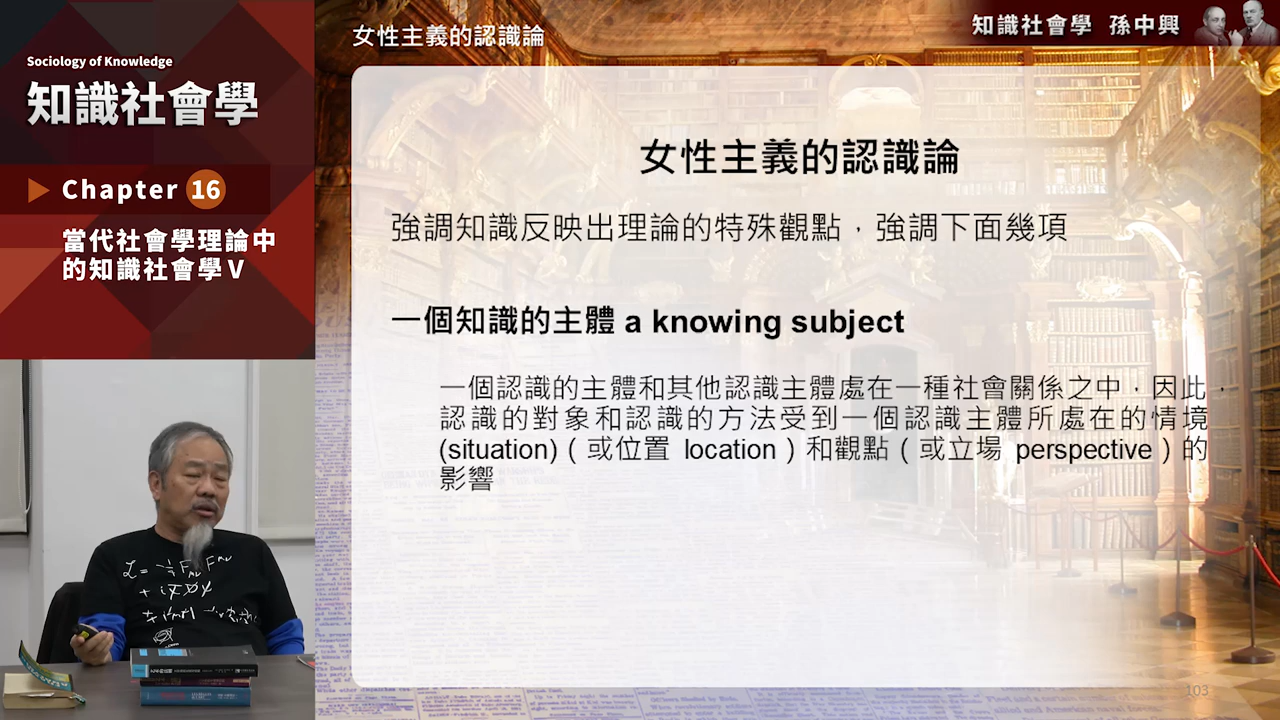 Sociology of Knowledge
知識社會學
Chapter 16
當代社會學理論中
的知識社會學 V
女性主義的認識論
知識社會學 孫中興
女性主義的認識論
強調知識反映出理論的特殊觀點，強調下面幾項
一個知識的主體 a knowing subject
一個認識的主體和其他認識主體處在一種社會關係之中，因此，
認識的對象和認識的方法受到一個認識主體所處在的情境
(situation)（或位置 location）和觀點（或立場 perspective）的
影響
103